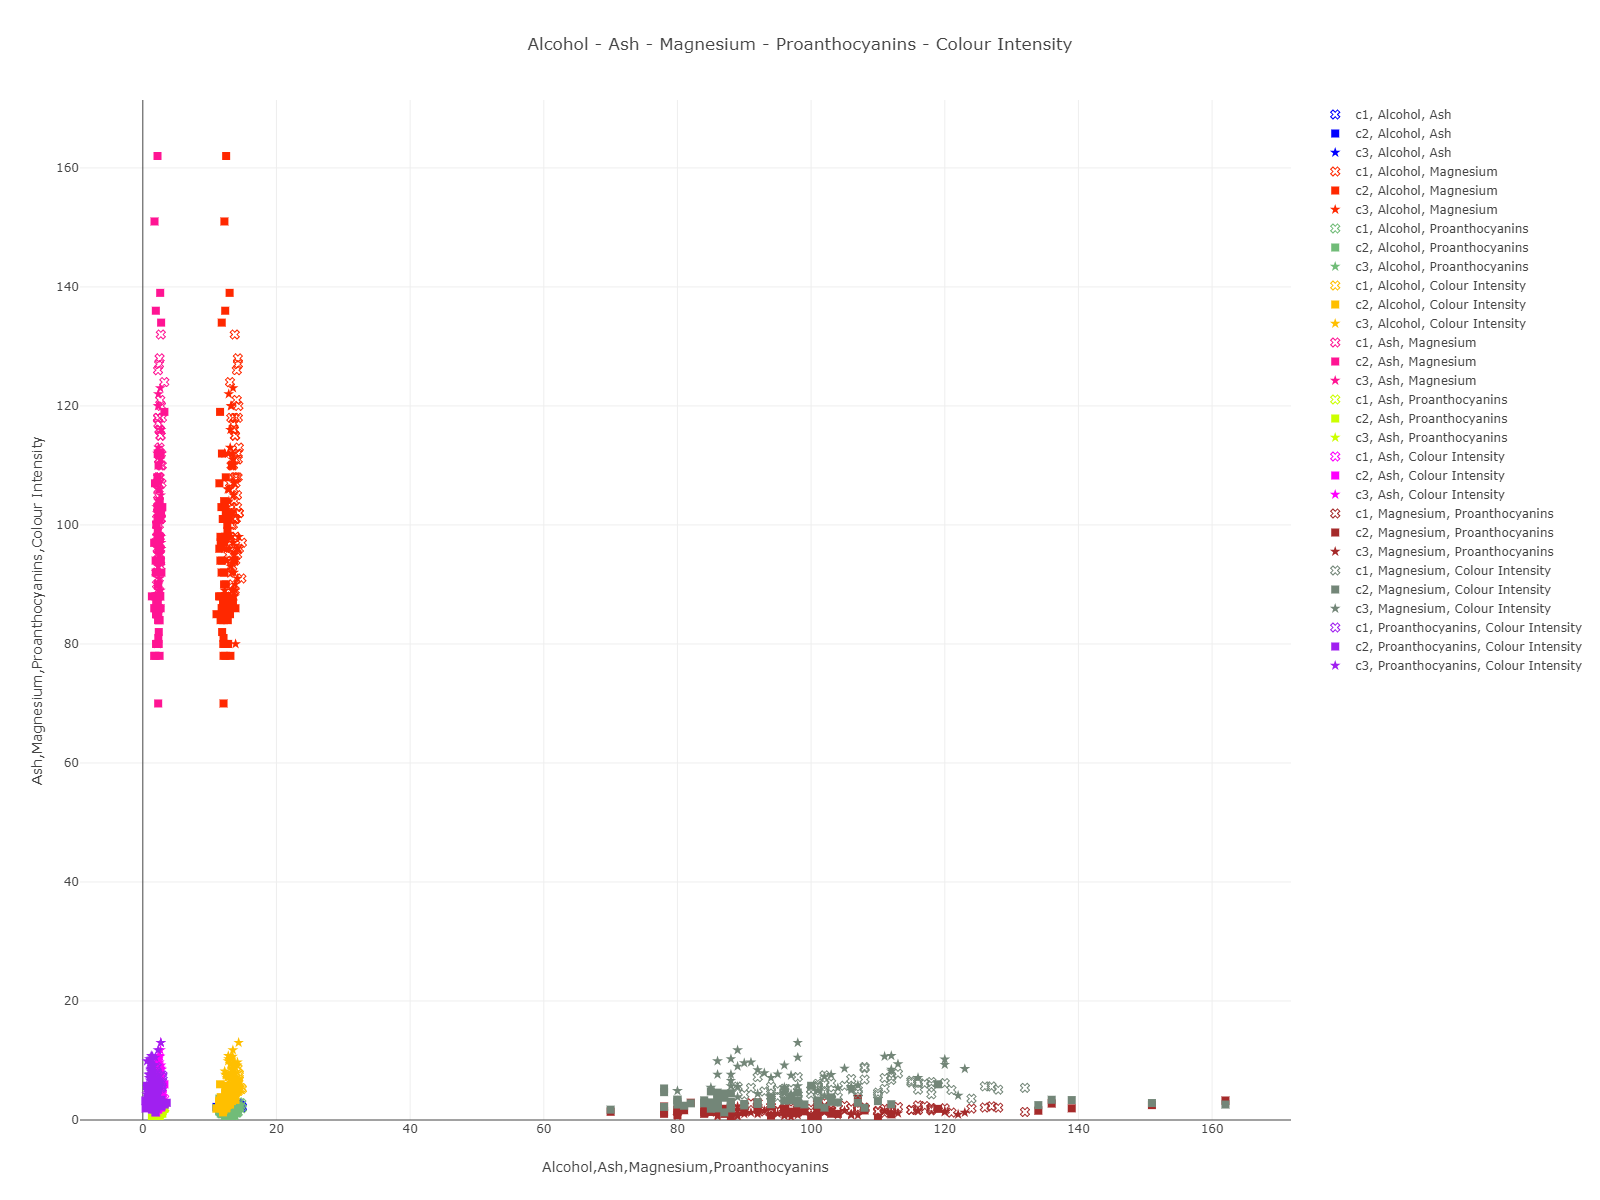 Alcohol - Ash - Magnesium - Proanthocyanins - Colour Intensity
Ash,Magnesium,Proanthocyanins,Colour Intensity
160
140
120
100
80
60
40
20
0
0 20 40 60 80 100 120 140 160
Alcohol,Ash,Magnesium,Proanthocyanins
c1, Alcohol, Ash
c2, Alcohol, Ash
c3, Alcohol, Ash
c1, Alcohol, Magnesium
c2, Alcohol, Magnesium
c3, Alcohol, Magnesium
c1, Alcohol, Proanthocyanins
c2, Alcohol, Proanthocyanins
c3, Alcohol, Proanthocyanins
c1, Alcohol, Colour Intensity
c2, Alcohol, Colour Intensity
c3, Alcohol, Colour Intensity
c1, Ash, Magnesium
c2, Ash, Magnesium
c3, Ash, Magnesium
c1, Ash, Proanthocyanins
c2, Ash, Proanthocyanins
c3, Ash, Proanthocyanins
c1, Ash, Colour Intensity
c2, Ash, Colour Intensity
c3, Ash, Colour Intensity
c1, Magnesium, Proanthocyanins
c2, Magnesium, Proanthocyanins
c3, Magnesium, Proanthocyanins
c1, Magnesium, Colour Intensity
c2, Magnesium, Colour Intensity
c3, Magnesium, Colour Intensity
c1, Proanthocyanins, Colour Intensity
c2, Proanthocyanins, Colour Intensity
c3, Proanthocyanins, Colour Intensity